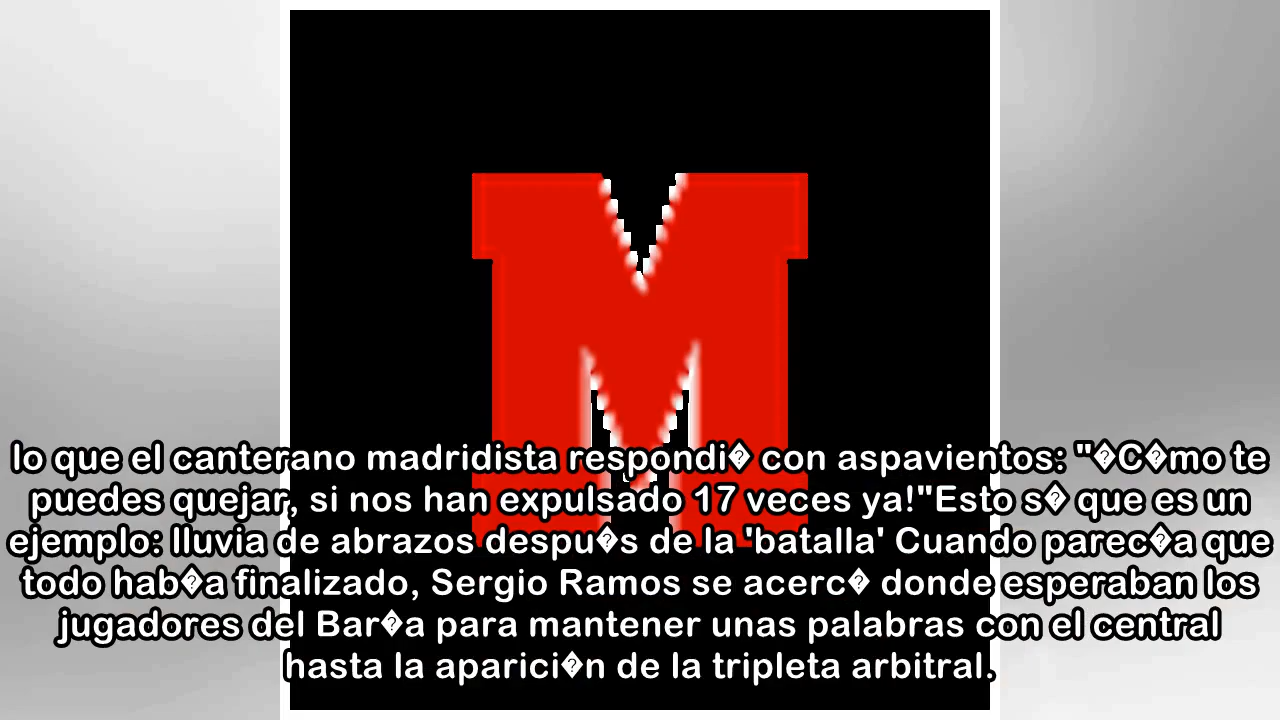 M
lo que el canterano madridista respondi� con aspavientos: "�C�mo te
puedes quejar, si nos han expulsado 17 veces ya!"Esto s� que es un
ejemplo: lluvia de abrazos despu�s de la 'batalla' Cuando parec�a que
todo hab�a finalizado, Sergio Ramos se acerc� donde esperaban los
jugadores del Bar�a para mantener unas palabras con el central
hasta la aparici�n de la tripleta arbitral.